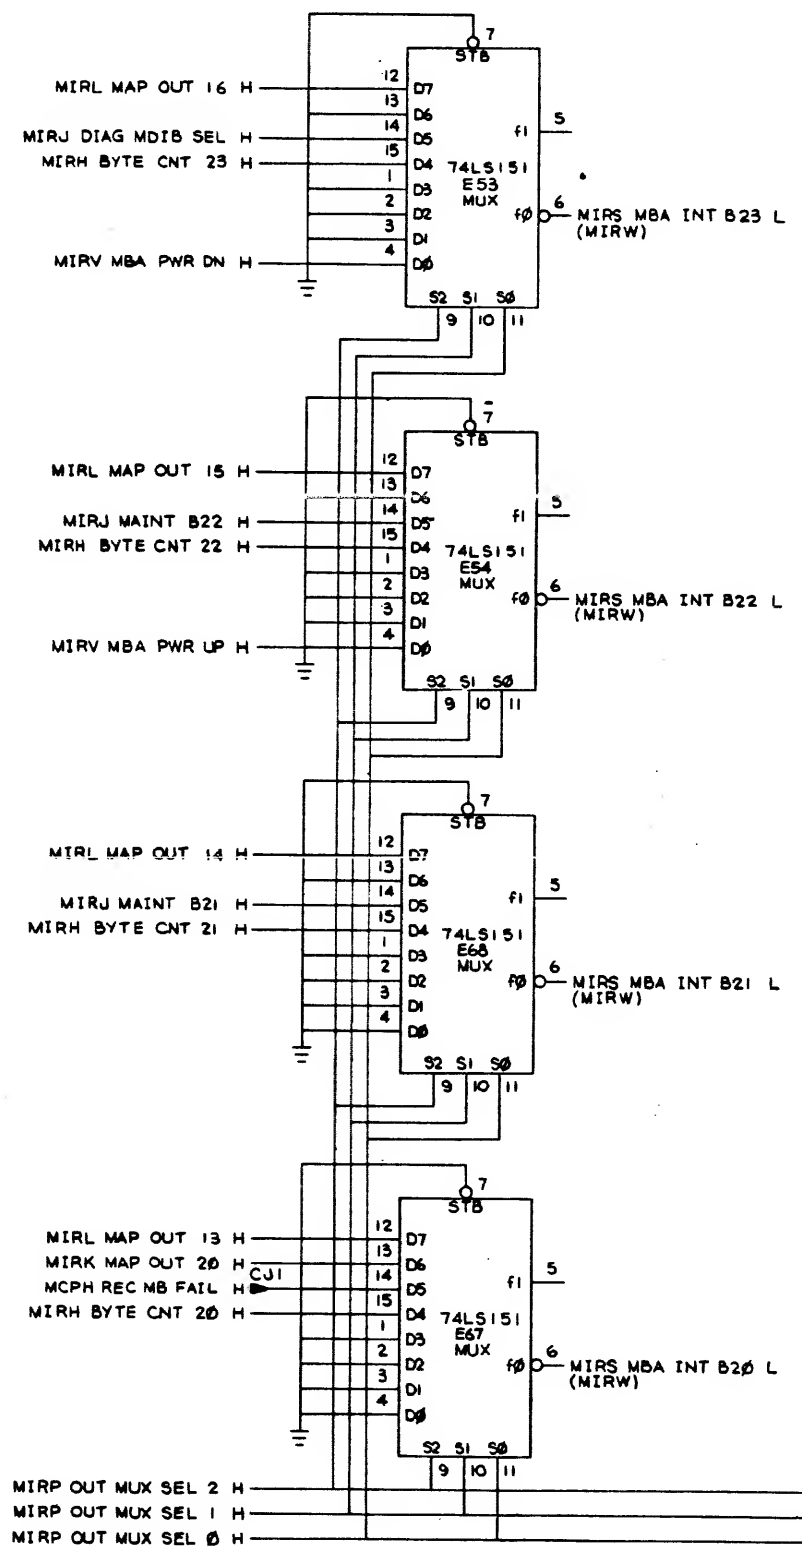 7
STB
12
MIRL MAP OUT 16 H D7
13
D6
14
MIRJ DIAG MDIB SEL H D5
15
MIRH BYTE CNT 23 H D4
1
D3
2
D2
3
D1
4
MIRV MBA PWR DN H DØ
74LS151
E53
MUX
f1 5
fØ 6 MIRS MBA INT B23 L
(MIRW)
S2 S1 SØ
9 10 11
7
STB
12
MIRL MAP OUT 15 H D7
13
D6
14
MIRJ MAINT B22 H D5
15
MIRH BYTE CNT 22 H D4
1
D3
2
D2
3
D1
4
MIRV MBA PWR UP H DØ
74LS151
E54
MUX
f1 5
fØ 6 MIRS MBA INT B22 L
(MIRW)
S2 S1 SØ
9 10 11
7
STB
12
MIRL MAP OUT 14 H D7
13
D6
14
MIRJ MAINT B21 H D5
15
MIRH BYTE CNT 21 H D4
1
D3
2
D2
3
D1
4
DØ
74LS151
E68
MUX
f1 5
fØ 6 MIRS MBA INT B21 L
(MIRW)
S2 S1 SØ
9 10 11
7
STB
12
MIRL MAP OUT 13 H D7
13
MIRK MAP OUT 2Ø H D6
CJ1 14
MCPH REC MB FAIL H D5
15
MIRH BYTE CNT 2Ø H D4
1
D3
2
D2
3
D1
4
DØ
74LS151
E67
MUX
f1 5
fØ 6 MIRS MBA INT B2Ø L
(MIRW)
S2 S1 SØ
9 10 11
MIRP OUT MUX SEL 2 H
MIRP OUT MUX SEL 1 H
MIRP OUT MUX SEL Ø H